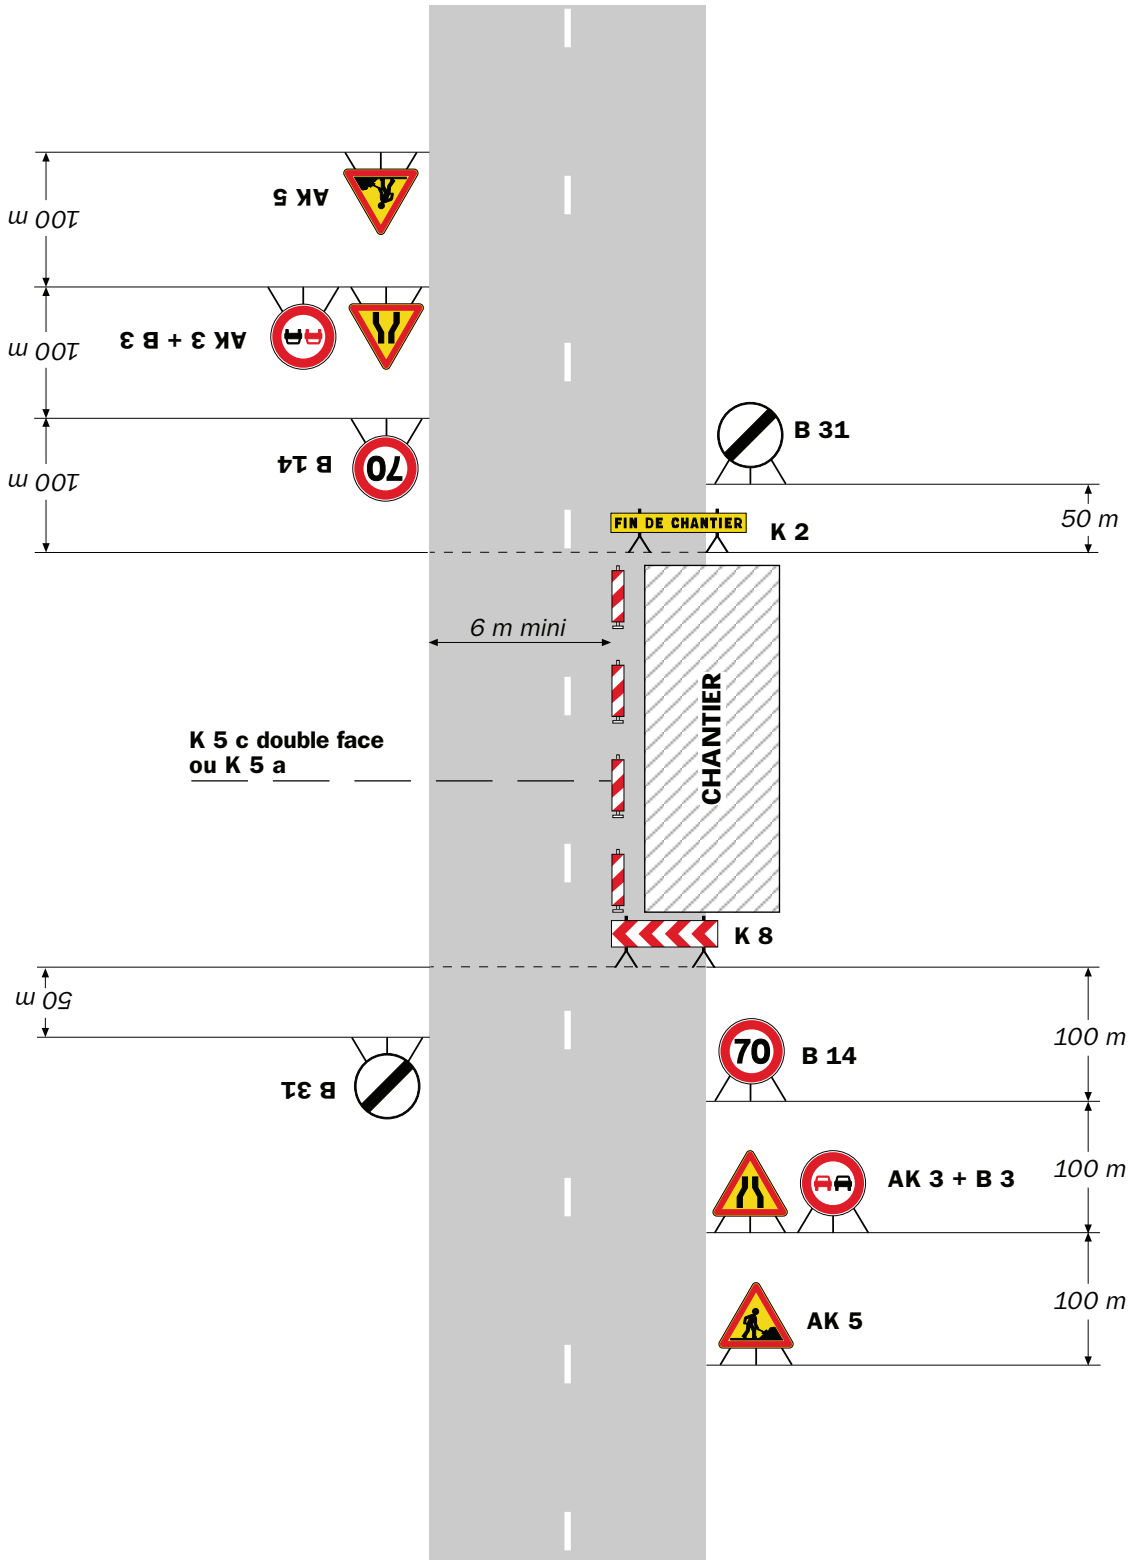 AK 5
100 m
AK 3 + B 3
100 m
B 14
70
100 m
B 31
FIN DE CHANTIER
K 2
50 m
6 m mini
CHANTIER
K 5 c double face
ou K 5 a
K 8
50 m
B 31
70
B 14
100 m
AK 3 + B 3
100 m
AK 5
100 m